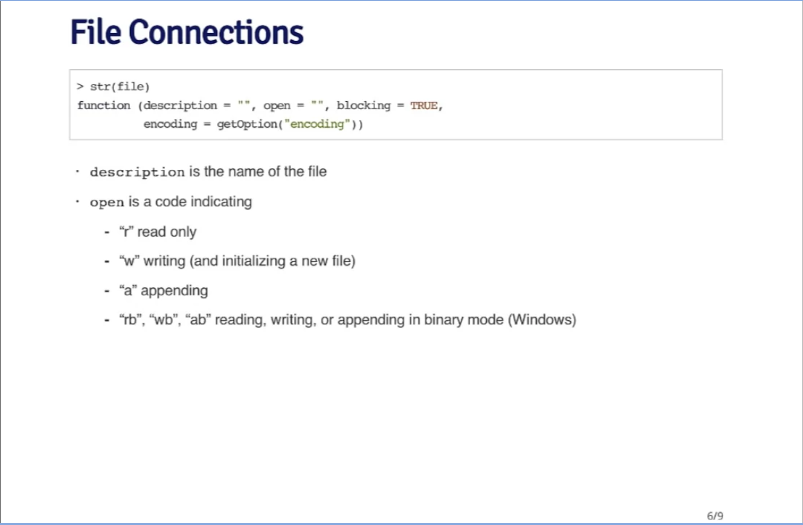 File Connections
> str(file)
function (description = "", open = "", blocking = TRUE,
encoding = getOption("encoding"))
· description is the name of the file
· open is a code indicating
- “r” read only
- “w” writing (and initializing a new file)
- “a” appending
- “rb”, “wb”, “ab” reading, writing, or appending in binary mode (Windows)
6/9